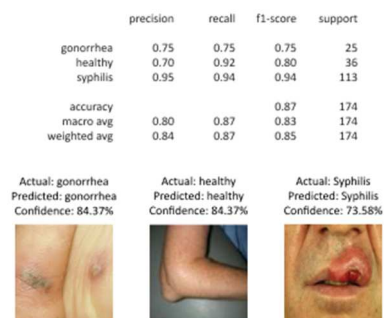 precision recall f1-score support
gonorrhea 0.75 0.75 0.75 25
healthy 0.70 0.92 0.80 36
syphilis 0.95 0.94 0.94 113
accuracy 0.87 174
macro avg 0.80 0.87 0.83 174
weighted avg 0.84 0.87 0.85 174
Actual: gonorrhea
Predicted: gonorrhea
Confidence: 84.37%
Actual: healthy
Predicted: healthy
Confidence: 84.37%
Actual: Syphilis
Predicted: Syphilis
Confidence: 73.58%